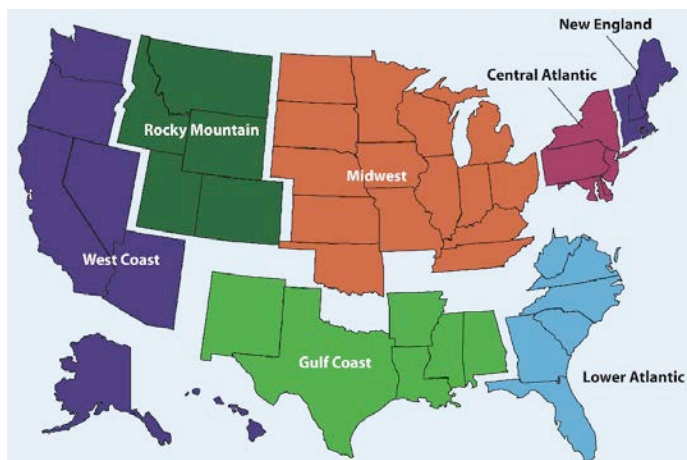 New England
Central Atlantic
Rocky Mountain
Midwest
West Coast
Gulf Coast
Lower Atlantic